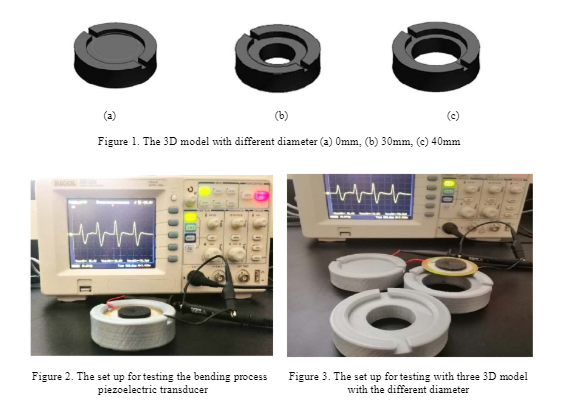 (a)
(b)
(c)
Figure 1. The 3D model with different diameter (a) 0mm, (b) 30mm, (c) 40mm
Figure 2. The set up for testing the bending process
piezoelectric transducer
Figure 3. The set up for testing with three 3D model
with the different diameter